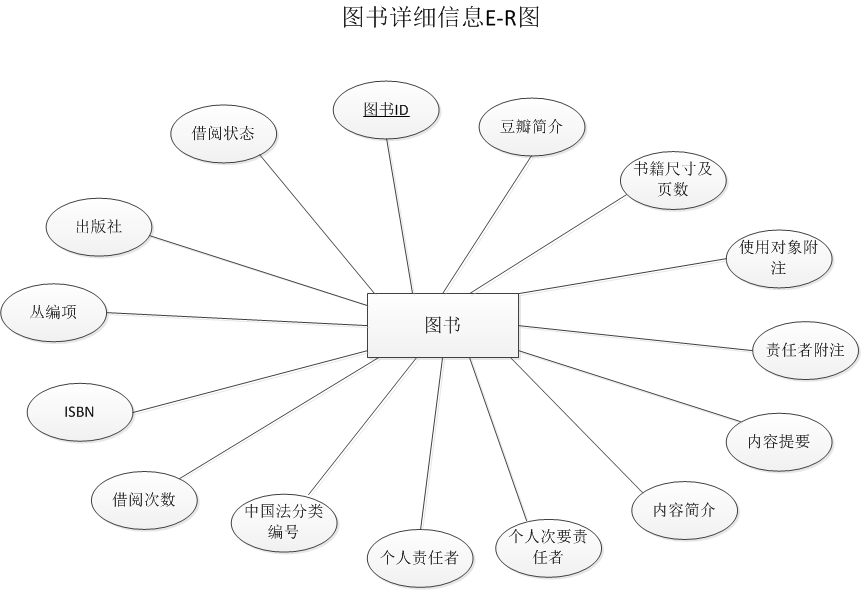 图书详细信息E-R图
图书ID
豆瓣简介
借阅状态
书籍尺寸及
页数
出版社
使用对象附
注
丛编项
图书
责任者附注
ISBN
内容提要
借阅次数
中国法分类
编号
内容简介
个人责任者
个人次要责
任者